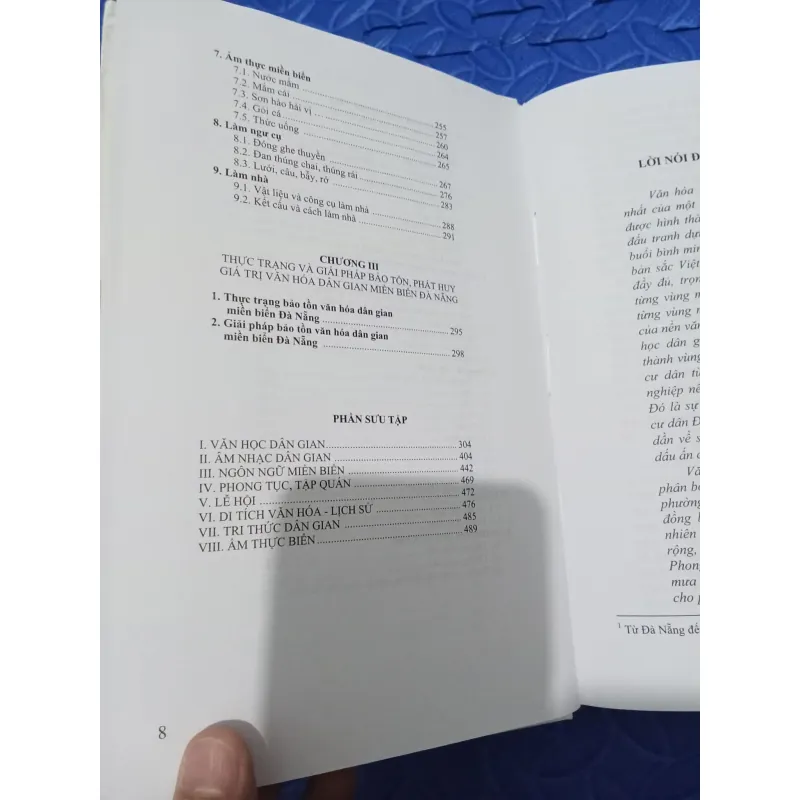 7. Ẩm thực miền biển
7.1. Nước mắm
7.2. Mắm cái ........ 255
7.3. Sơn hào hải vị ........ 257
7.4. Gỏi cá ........ 260
7.5. Thức uống ........ 264
8. Làm ngư cụ ........ 265
8.1. Đóng ghe thuyền
8.2. Đan thúng chai, thúng rái ........ 267
8.3. Lưới, câu, bẫy, rớ ........ 276
9. Làm nhà ........ 283
9.1. Vật liệu và công cụ làm nhà ........ 288
9.2. Kết cấu và cách làm nhà ........ 291
CHƯƠNG III
THỰC TRẠNG VÀ GIẢI PHÁP BẢO TỒN, PHÁT HUY
GIÁ TRỊ VĂN HÓA DÂN GIAN MIỀN BIỂN ĐÀ NẴNG
1. Thực trạng bảo tồn văn hóa dân gian
miền biển Đà Nẵng ........ 295
2. Giải pháp bảo tồn văn hóa dân gian
miền biển Đà Nẵng ........ 298
PHẦN SƯU TẬP
I. VĂN HỌC DÂN GIAN ........ 304
II. ÂM NHẠC DÂN GIAN ........ 404
III. NGÔN NGỮ MIỀN BIỂN ........ 442
IV. PHONG TỤC, TẬP QUÁN ........ 469
V. LỄ HỘI ........ 472
VI. DI TÍCH VĂN HÓA - LỊCH SỬ ........ 476
VII. TRI THỨC DÂN GIAN ........ 485
VIII. ẨM THỰC BIỂN ........ 489
8
LỜI NÓI Đ
Văn hóa
nhất của một
được hình thà
đấu tranh dự
buổi bình min
bản sắc Việt
đầy đủ, trọn
từng vùng m
từng vùng n
của nền văn
học dân g
thành vùng
cư dân từ
nghiệp nê
Đó là sự
cư dân Đ
dần về s
dấu ấn c
Vă
phân bố
phường
đồng b
nhiên
rộng,
Phong
mưa
cho p
1 Từ Đà Nẵng đế